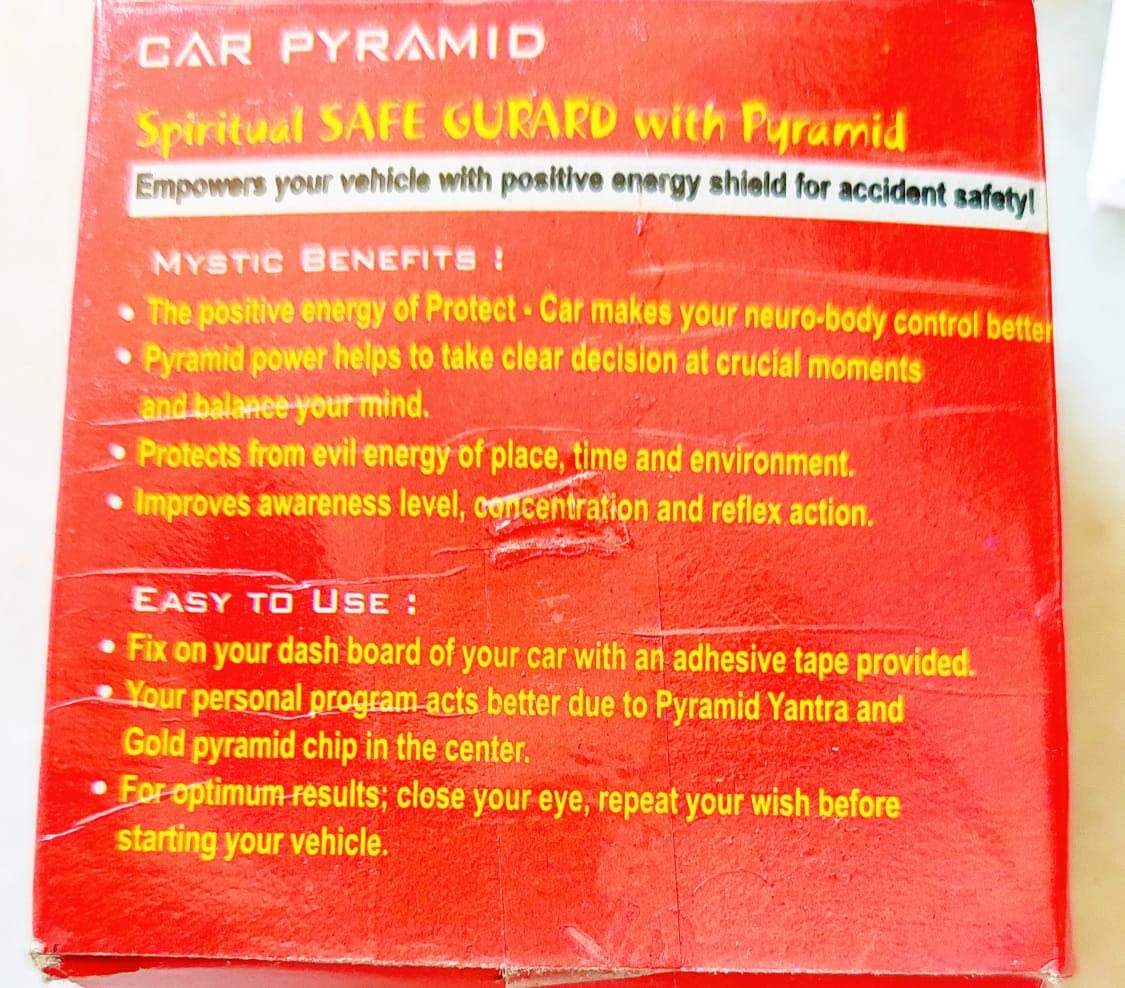 CAR PYRAMID
Spiritual SAFE GURARD with Pyramid
Empowers your vehicle with positive energy shield for accident safety!
MYSTIC BENEFITS :
• The positive energy of Protect - Car makes your neuro-body control better
• Pyramid power helps to take clear decision at crucial moments
and balance your mind.
• Protects from evil energy of place, time and environment.
• Improves awareness level, concentration and reflex action.
EASY TO USE :
• Fix on your dash board of your car with an adhesive tape provided.
• Your personal program acts better due to Pyramid Yantra and
Gold pyramid chip in the center.
• For optimum results; close your eye, repeat your wish before
starting your vehicle.